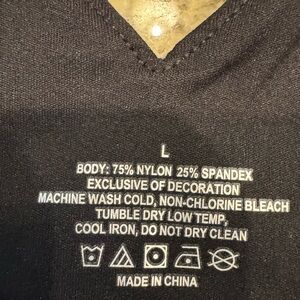 L
BODY: 75% NYLON 25% SPANDEX
EXCLUSIVE OF DECORATION
MACHINE WASH COLD, NON-CHLORINE BLEACH
TUMBLE DRY LOW TEMP,
COOL IRON, DO NOT DRY CLEAN
MADE IN CHINA